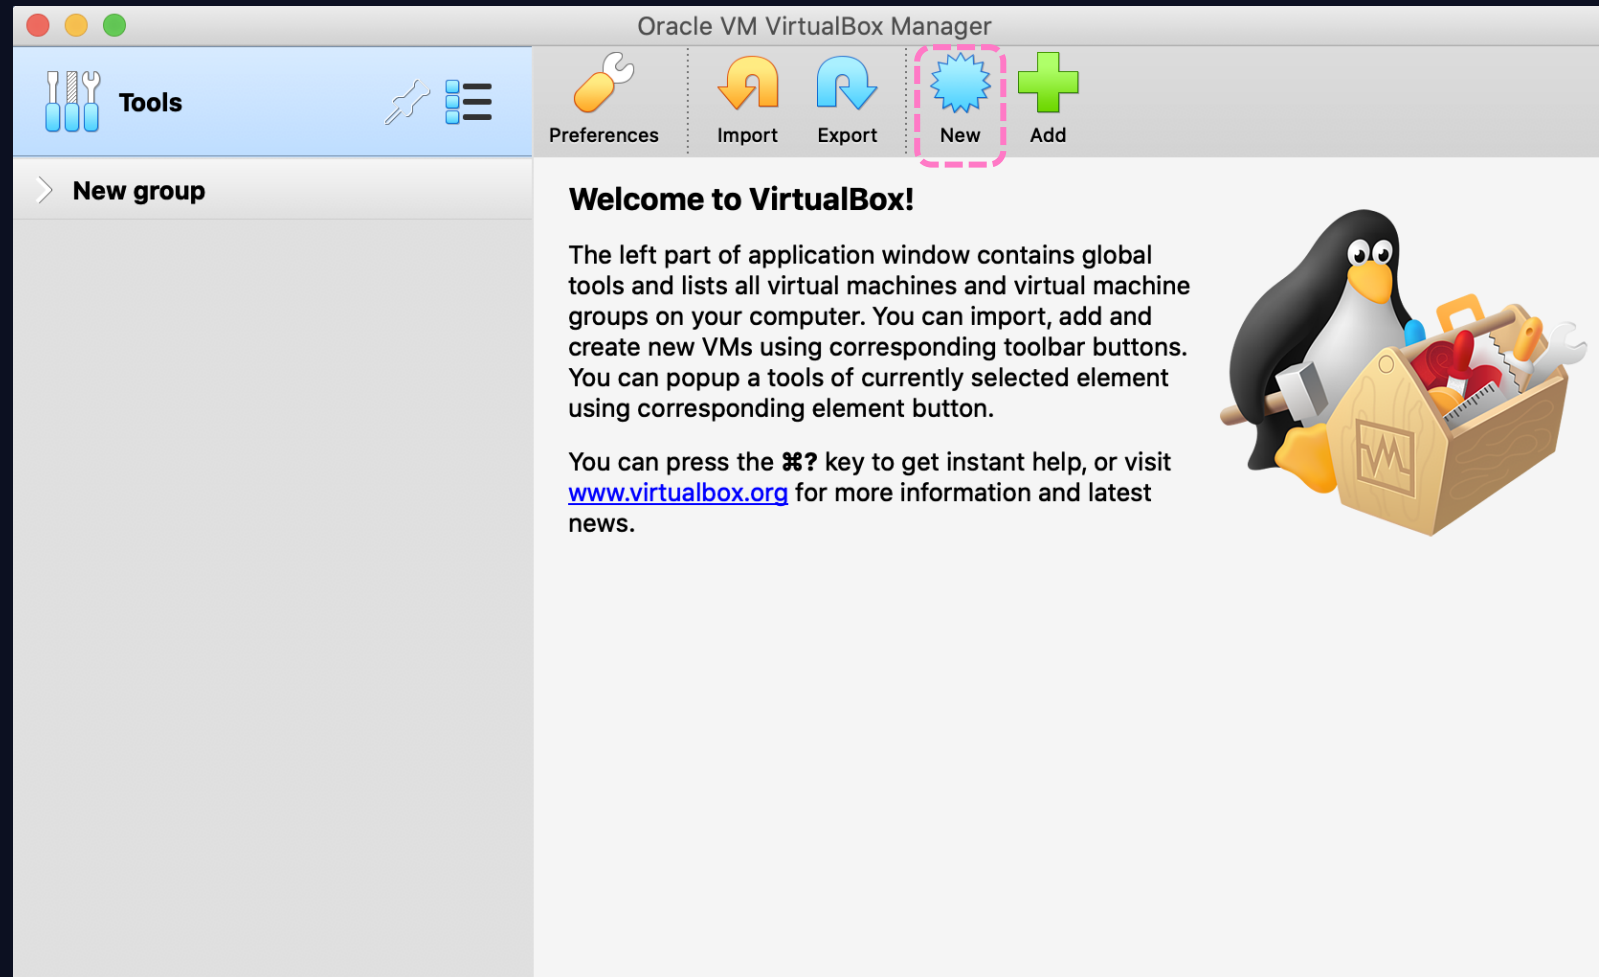 Oracle VM VirtualBox Manager
Tools
Preferences
Import
Export
New
Add
New group
Welcome to VirtualBox!
The left part of application window contains global
tools and lists all virtual machines and virtual machine
groups on your computer. You can import, add and
create new VMs using corresponding toolbar buttons.
You can popup a tools of currently selected element
using corresponding element button.
You can press the ⌘? key to get instant help, or visit
www.virtualbox.org for more information and latest
news.